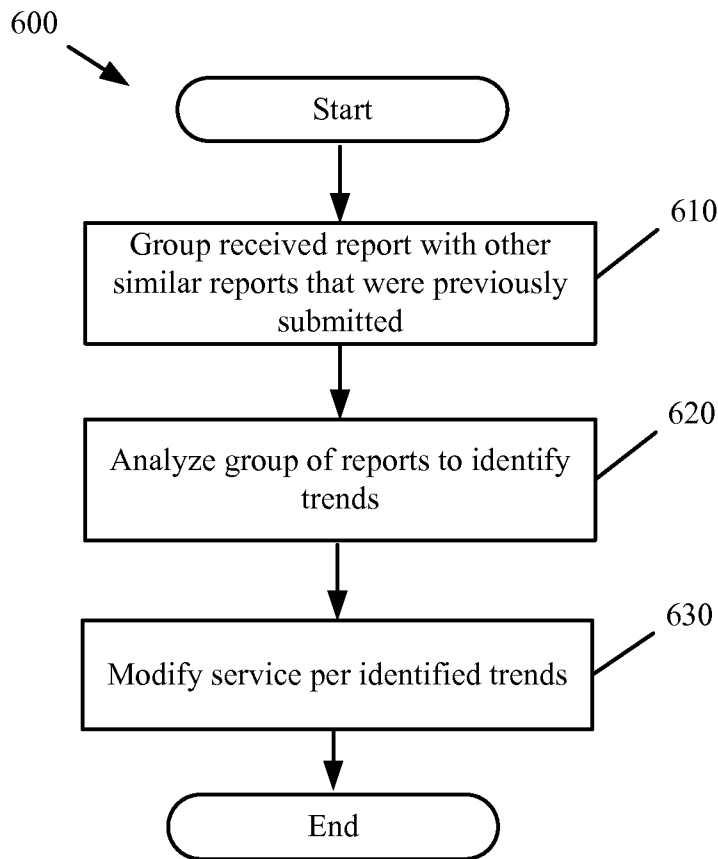 600
Start
610
Group received report with other
similar reports that were previously
submitted
620
Analyze group of reports to identify
trends
630
Modify service per identified trends
End